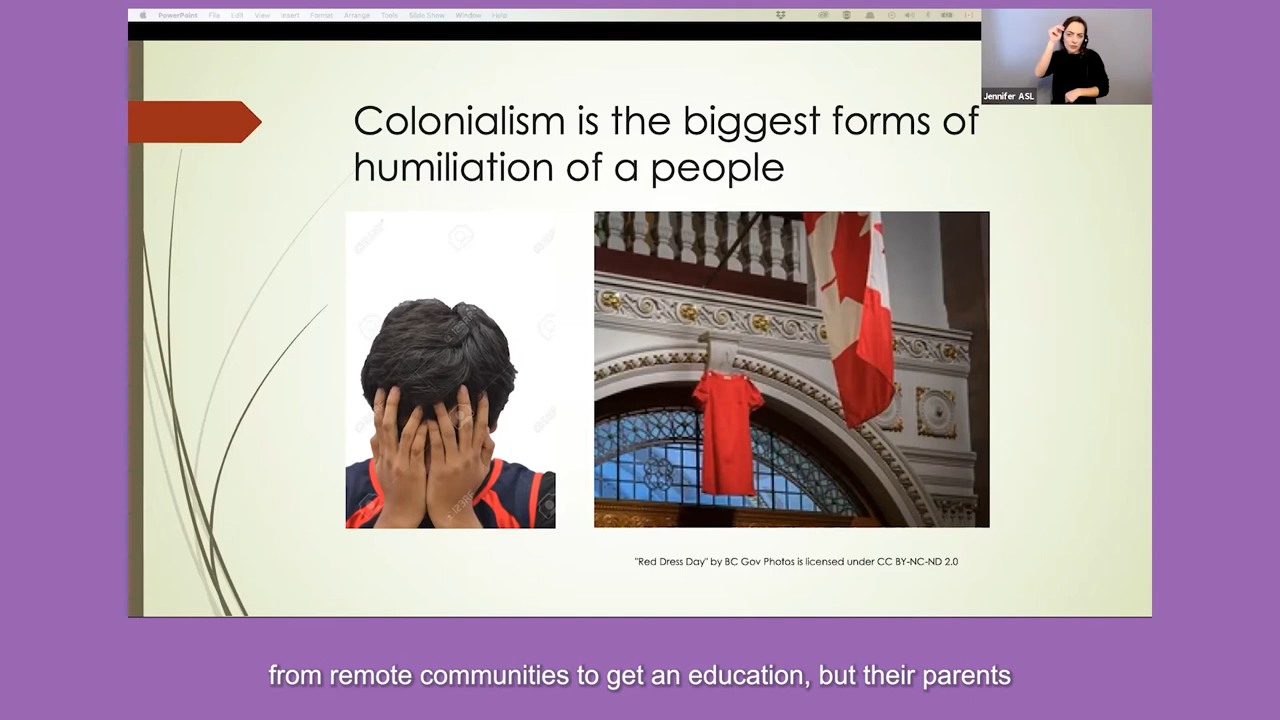 PowerPoint File Edit View Insert Format Arrange Tools Slide Show Window Help
Jennifer ASL
Colonialism is the biggest forms of
humiliation of a people
"Red Dress Day" by BC Gov Photos is licensed under CC BY-NC-ND 2.0
from remote communities to get an education, but their parents